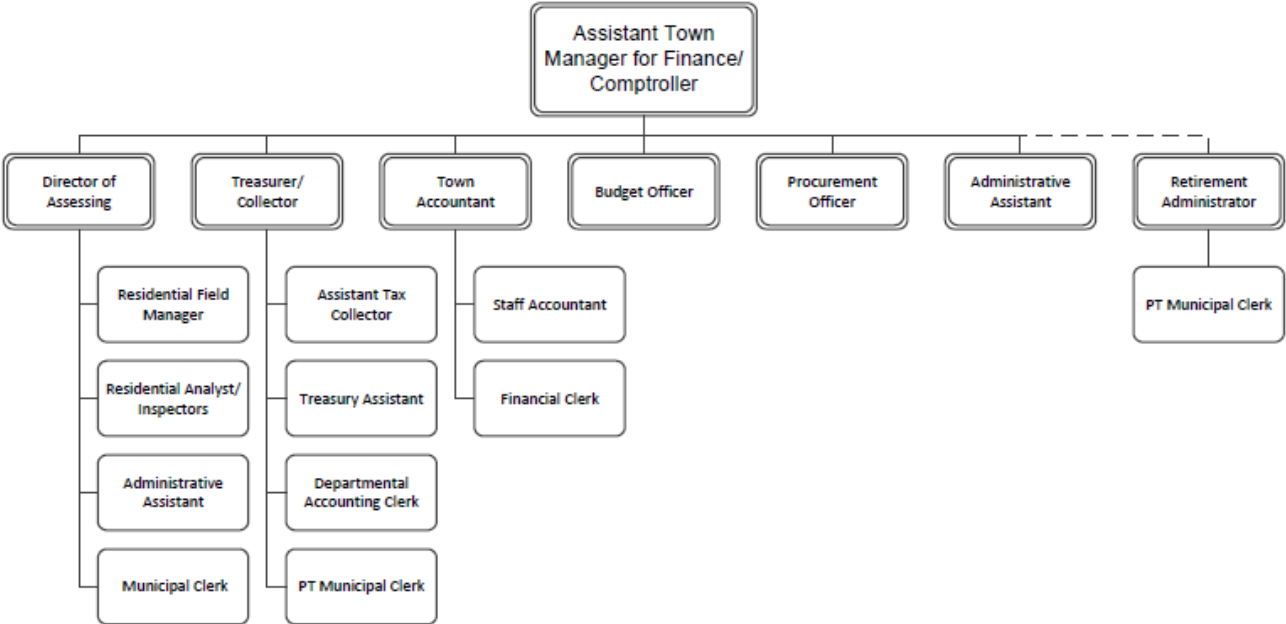 Assistant Town
Manager for Finance/
Comptroller
Director of
Assessing
Treasurer/
Collector
Town
Accountant
Budget Officer
Procurement
Officer
Administrative
Assistant
Retirement
Administrator
Residential Field
Manager
Assistant Tax
Collector
Staff Accountant
PT Municipal Clerk
Residential Analyst/
Inspectors
Treasury Assistant
Financial Clerk
Administrative
Assistant
Departmental
Accounting Clerk
Municipal Clerk
PT Municipal Clerk